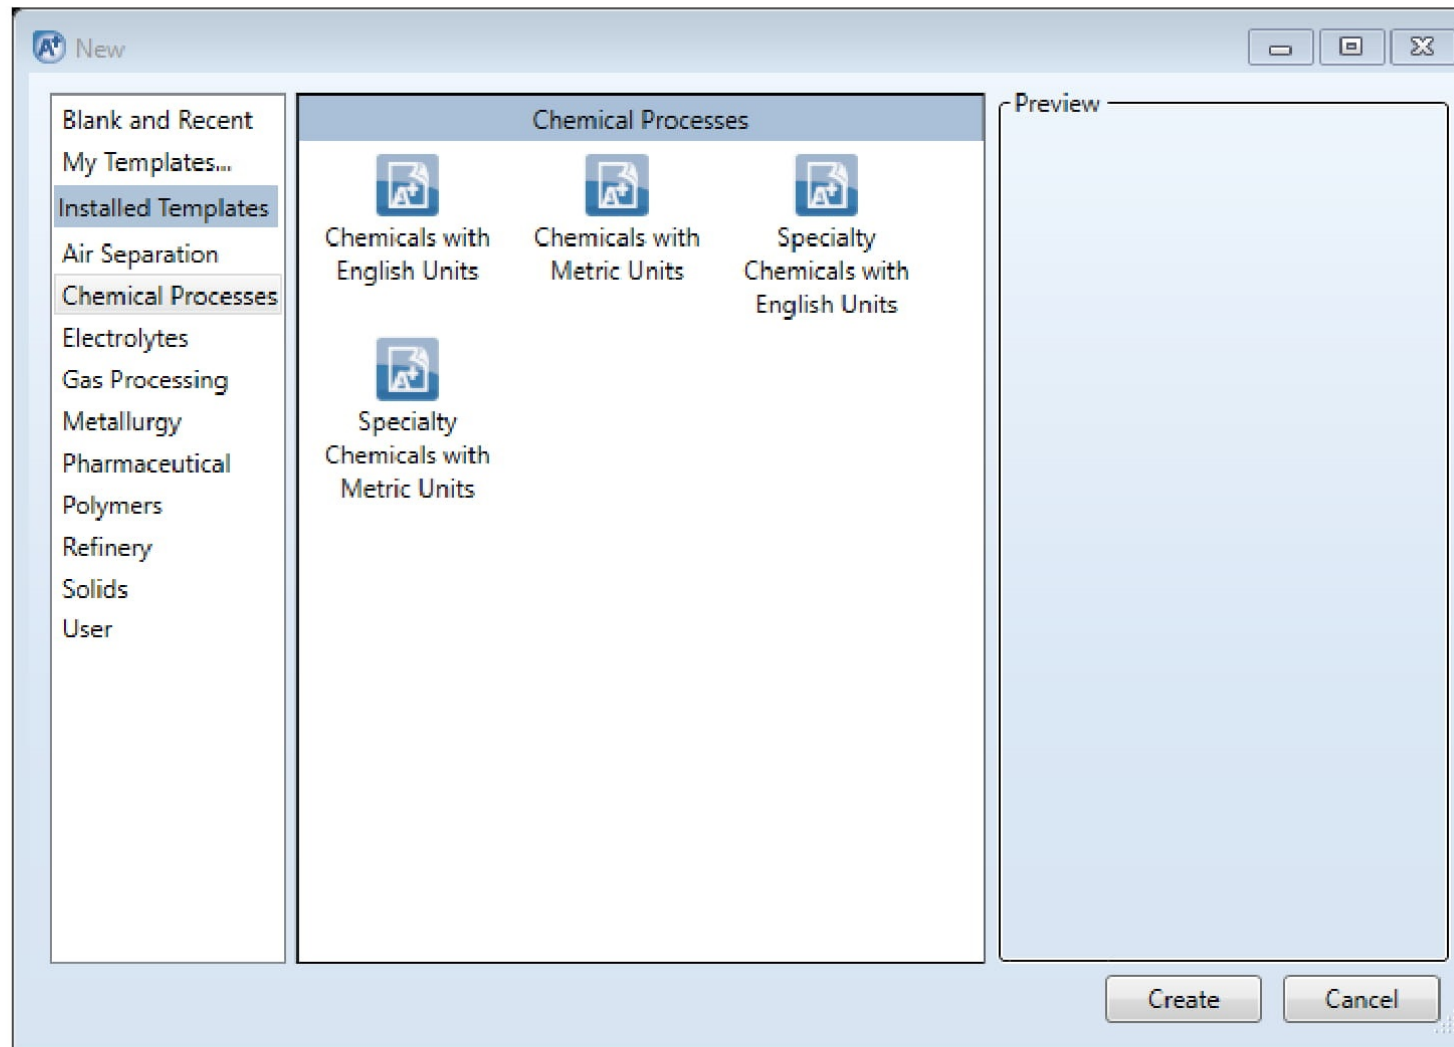 New
Blank and Recent
My Templates...
Installed Templates
Air Separation
Chemical Processes
Electrolytes
Gas Processing
Metallurgy
Pharmaceutical
Polymers
Refinery
Solids
User
Chemical Processes
Chemicals with
English Units
Chemicals with
Metric Units
Specialty
Chemicals with
English Units
Specialty
Chemicals with
Metric Units
Preview
Create
Cancel